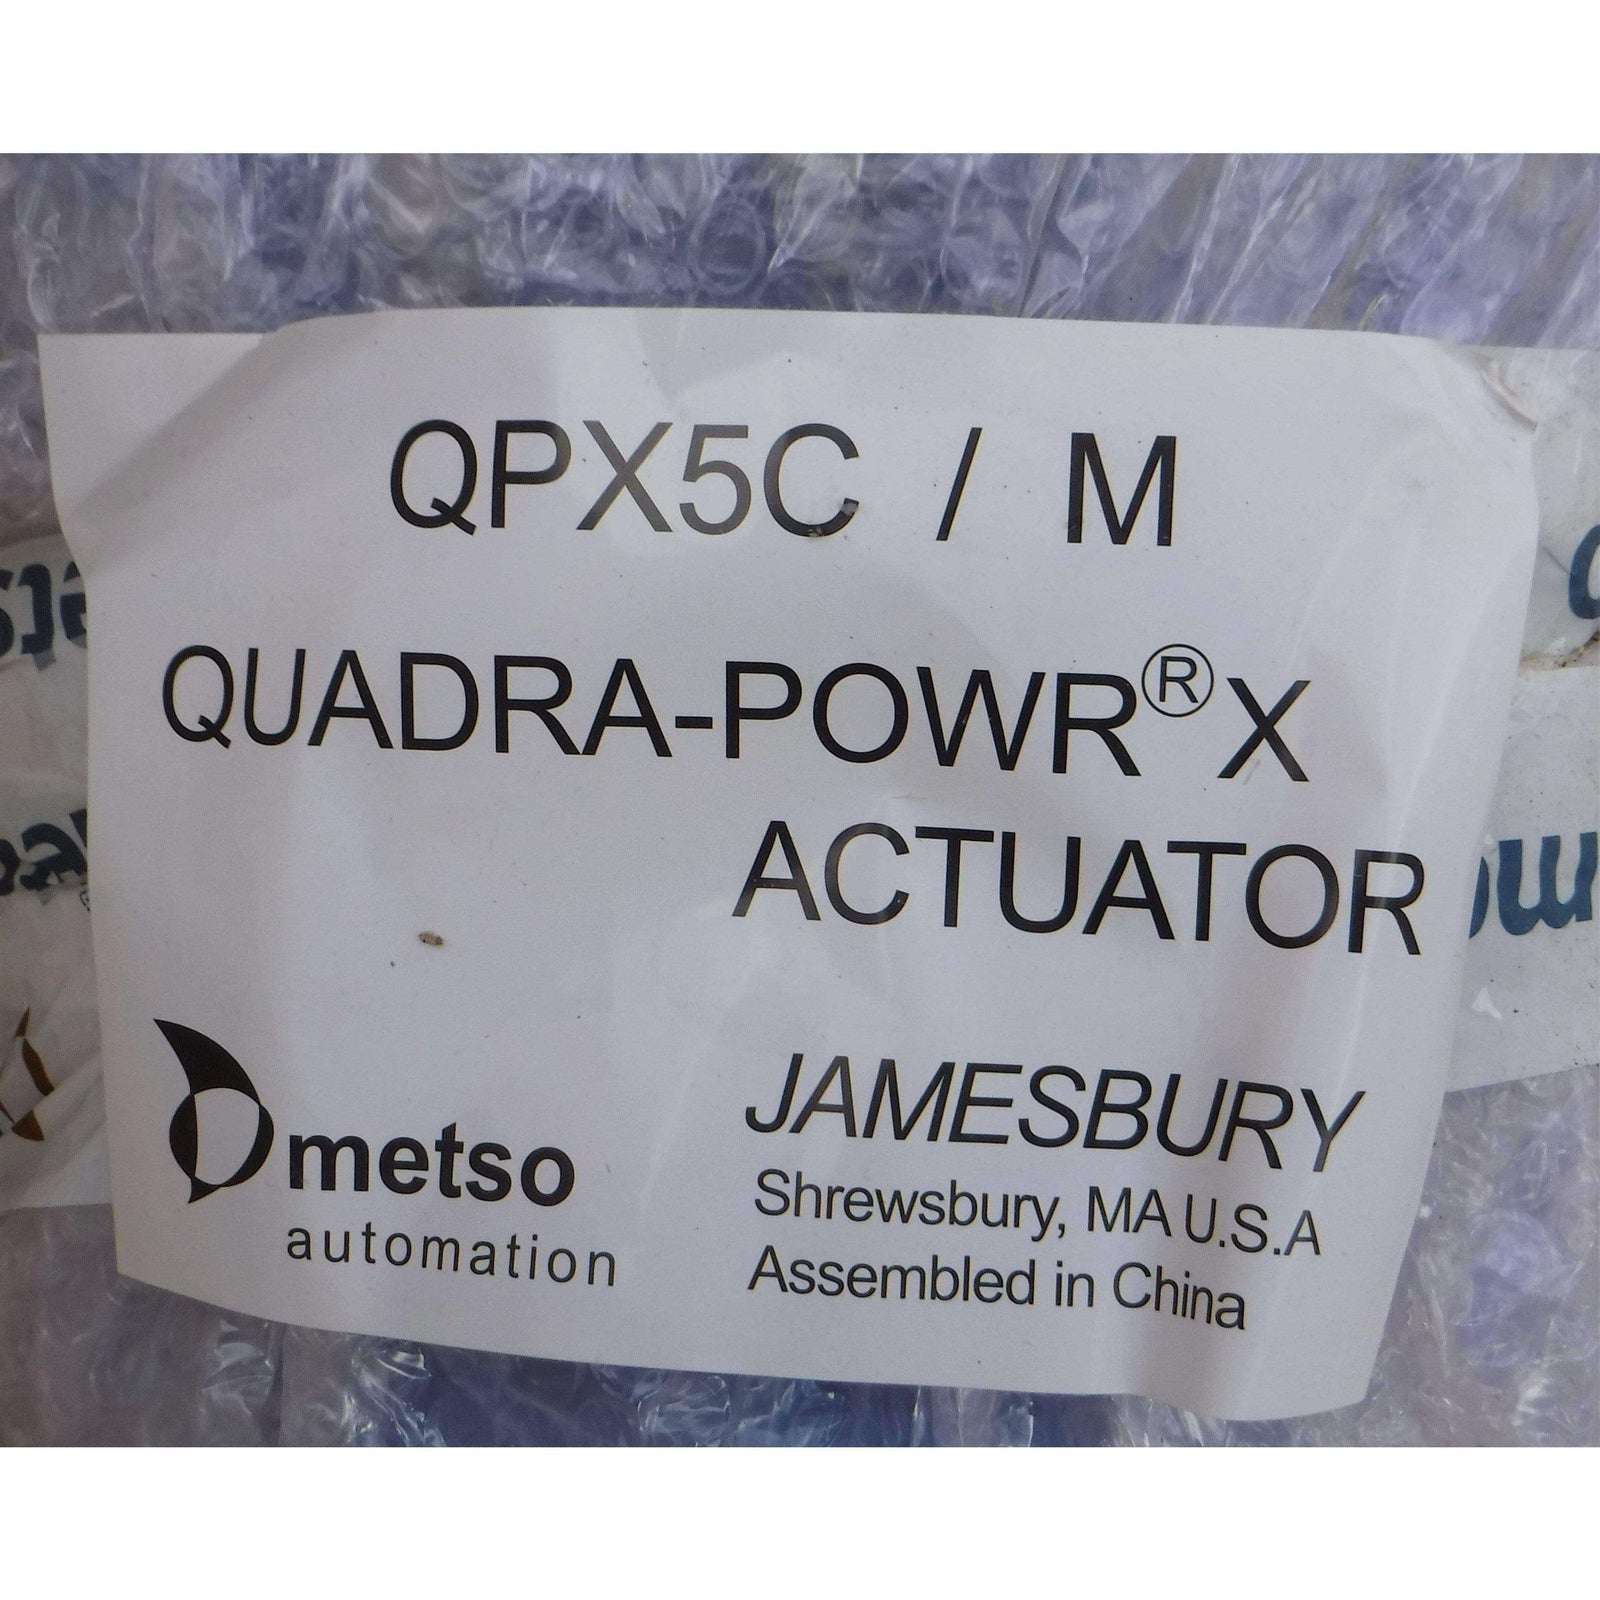 QPX5C / M
QUADRA-POWR®X
ACTUATOR
metso
automation
JAMESBURY
Shrewsbury, MA U.S.A
Assembled in China